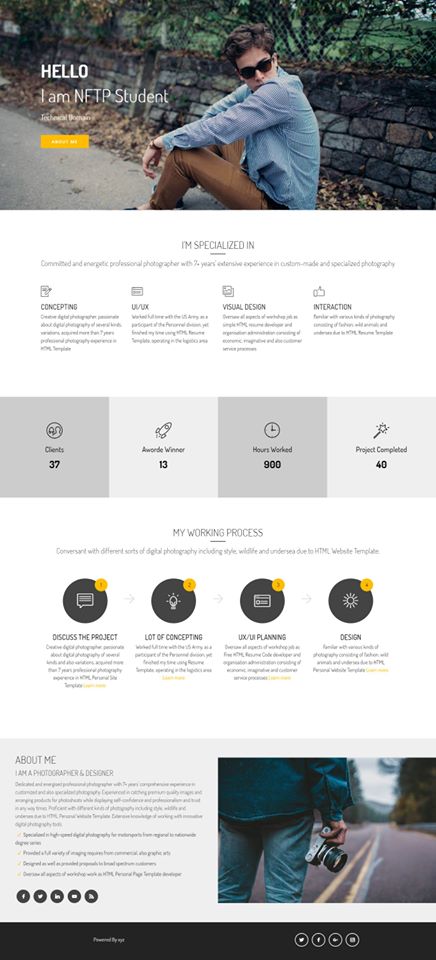 HELLO
I am NFTP Student
Technical Domain
ABOUT ME
I'M SPECIALIZED IN
Committed and energetic professional photographer with 7+ years' extensive experience in custom-made and specialized photography
CONCEPTING
Creative digital photographer, passionate
about digital photography of several kinds,
variations, acquired more than 7 years
professional photography experience in
HTML Template
UI/UX
Worked full time with the US Army, as a
participant of the Personnel division, yet
finished my time using HTML Resume
Template, operating in the logistics area
VISUAL DESIGN
Oversaw all aspects of workshop job as
simple HTML resume developer and
organisation administration consisting of
economic, imaginative and also customer
service processes
INTERACTION
Familiar with various kinds of photography
consisting of fashion, wild animals and
undersea due to HTML Resume Template
Clients
37
Aworde Winner
13
Hours Worked
900
Project Completed
40
MY WORKING PROCESS
Conversant with different sorts of digital photography including style, wildlife and undersea due to HTML Website Template.
1
2
3
4
DISCUSS THE PROJECT
Creative digital photographer, passionate
about digital photography of several
kinds and also variations, acquired more
than 7 years professional photography
experience in HTML Personal Site
Template Learn more
LOT OF CONCEPTING
Worked full time with the US Army, as a
participant of the Personnel division, yet
finished my time using Resume
Template, operating in the logistics area
Learn more
UX/UI PLANNING
Oversaw all aspects of workshop job as
Free HTML Resume Code developer and
organisation administration consisting of
economic, imaginative and also customer
service processes Learn more
DESIGN
Familiar with various kinds of
photography consisting of fashion, wild
animals and undersea due to HTML
Personal Website Template Learn more
ABOUT ME
I AM A PHOTOGRAPHER & DESIGNER
Dedicated and energised professional photographer with 7+ years' comprehensive experience in
customized and also specialized photography. Experienced in catching premium-quality images and
arranging products for photoshoots while displaying self-confidence and professionalism and trust
in any way times. Proficient with different kinds of photography including style, wildlife and
undersea due to HTML Personal Website Template. Extensive knowledge of working with innovative
digital photography tools.
Specialized in high-speed digital photography for motorsports from regional to nationwide
degree series
Provided a full variety of imaging requires from commercial, also graphic arts
Designed as well as provided proposals to broad spectrum customers
Oversaw all aspects of workshop work as HTML Personal Page Template developer
Powered By xyz